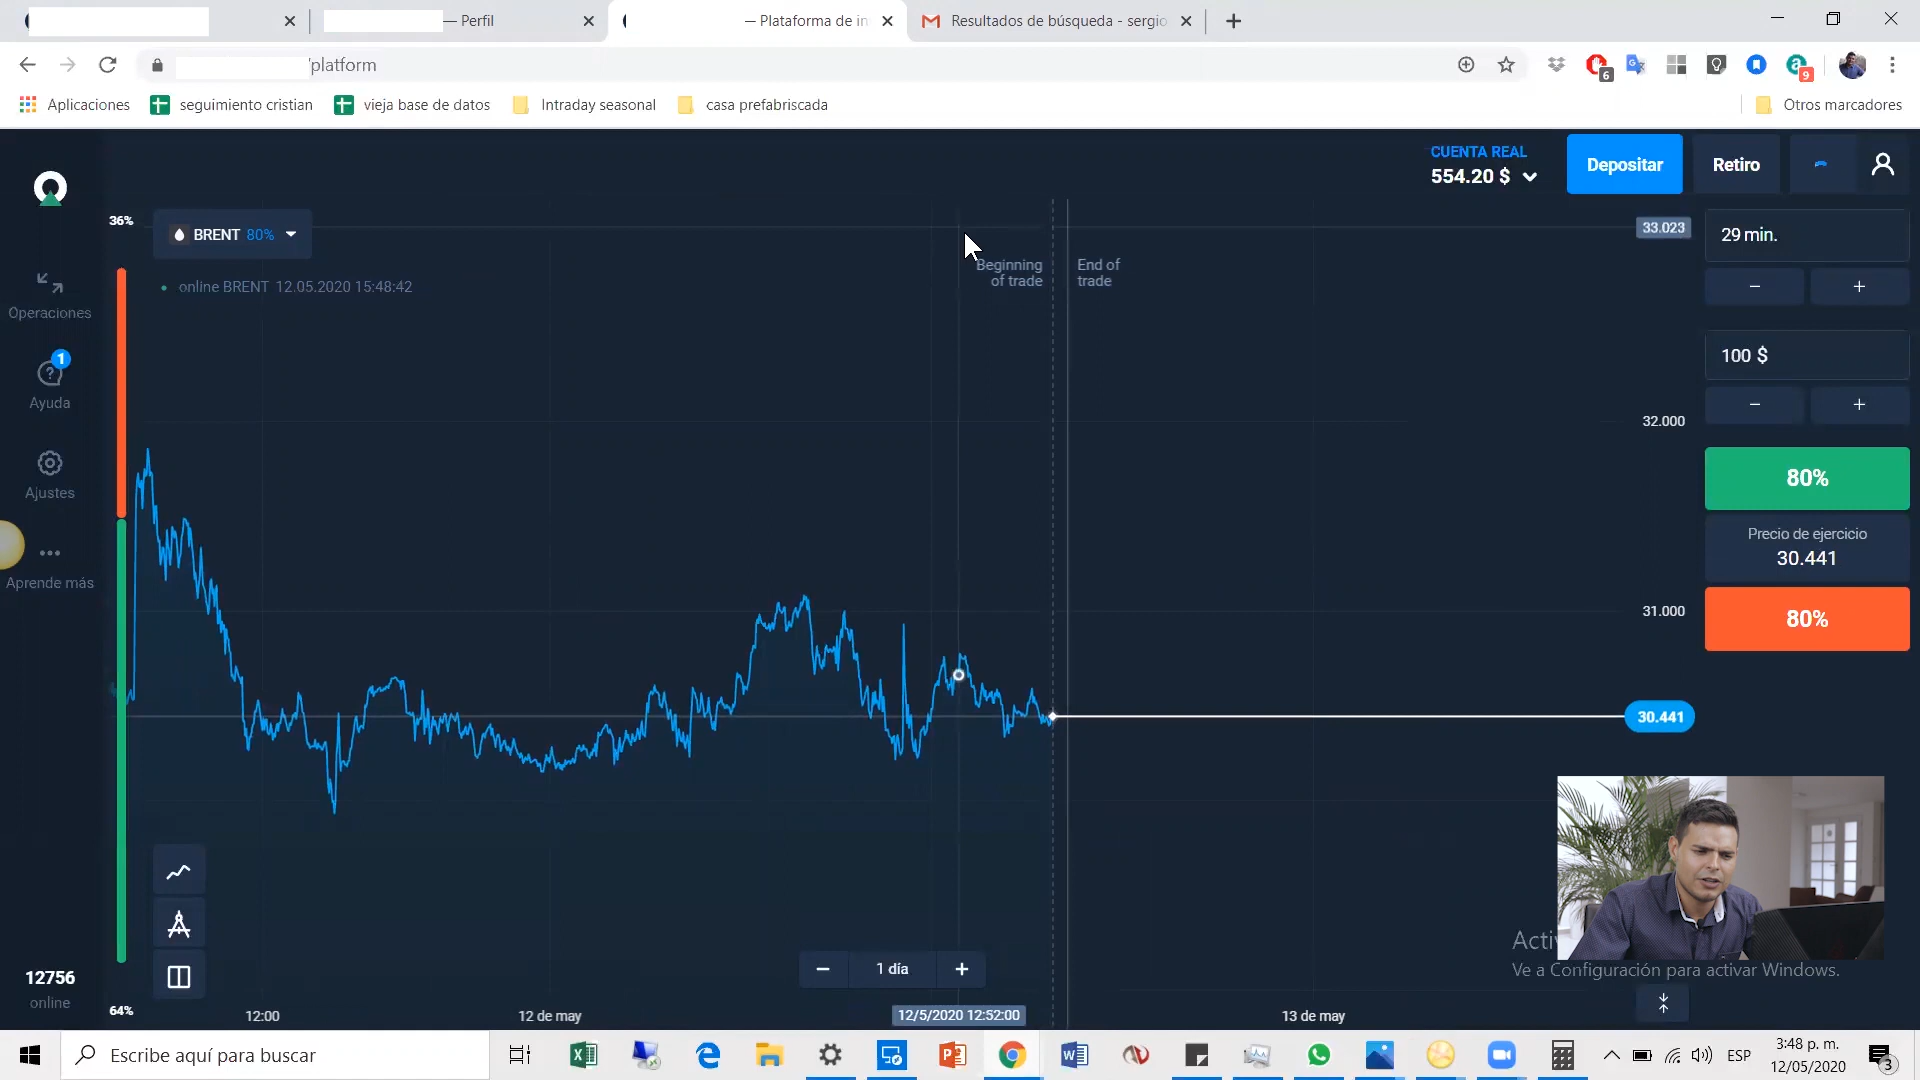 — Perfil
— Plataforma de in
Resultados de búsqueda - sergio
/platform
6
9
Aplicaciones
seguimiento cristian
vieja base de datos
Intraday seasonal
casa prefabriscada
Otros marcadores
CUENTA REAL
554.20 $
Depositar
Retiro
36%
BRENT 80%
33.023
29 min.
Beginning
of trade
End of
trade
online BRENT 12.05.2020 15:48:42
− +
Operaciones
1
Ayuda
100 $
− +
32.000
Ajustes
80%
Precio de ejercicio
30.441
Aprende más
31.000
80%
30.441
12756
online
− 1 día +
Ve a Configuración para activar Windows.
64%
12:00
12 de may
12/5/2020 12:52:00
13 de may
Escribe aquí para buscar
ESP
3:48 p. m.
12/05/2020
3